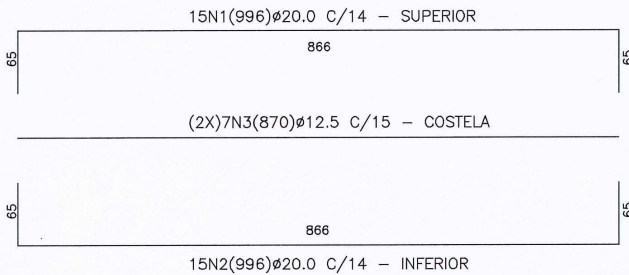 15N1(996)ø20.0 C/14 – SUPERIOR
65
866
65
(2X)7N3(870)ø12.5 C/15 – COSTELA
65
866
65
15N2(996)ø20.0 C/14 – INFERIOR